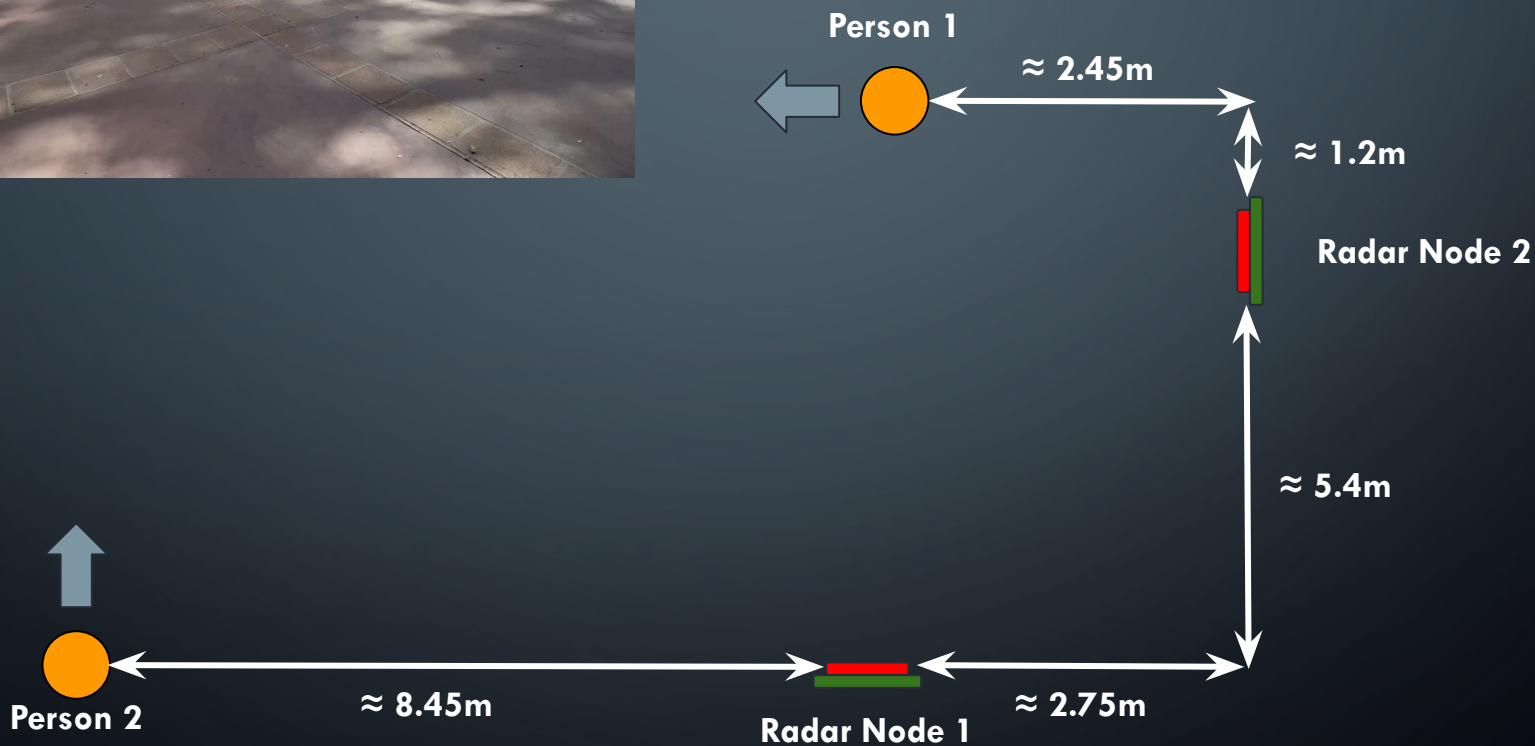 Person 1
≈ 2.45m
≈ 1.2m
Radar Node 2
≈ 5.4m
Person 2
≈ 8.45m
Radar Node 1
≈ 2.75m